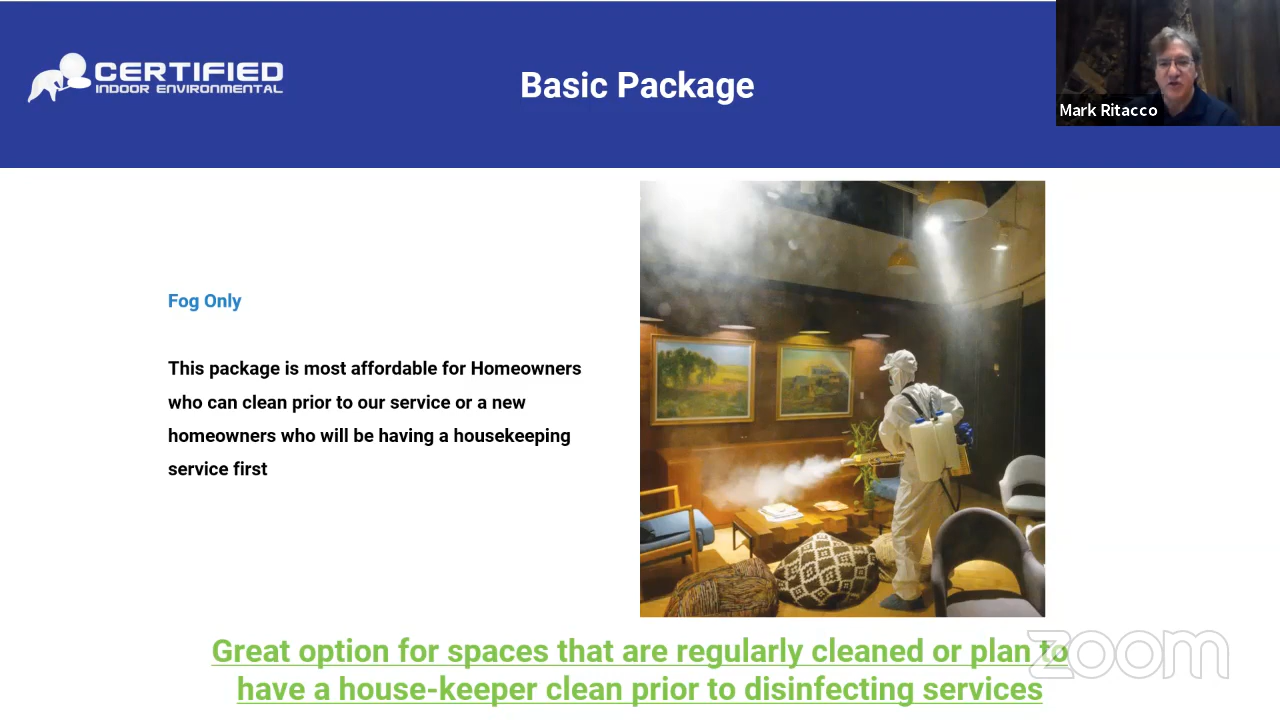 CERTIFIED
INDOOR ENVIRONMENTAL
Basic Package
Mark Ritacco
Fog Only
This package is most affordable for Homeowners
who can clean prior to our service or a new
homeowners who will be having a housekeeping
service first
Great option for spaces that are regularly cleaned or plan to
have a house-keeper clean prior to disinfecting services
zoom